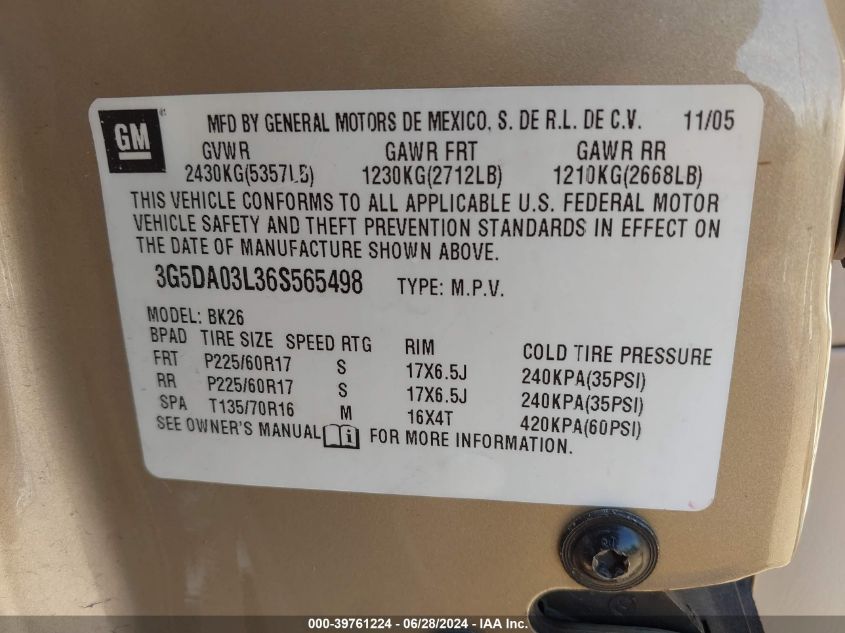 GM
MFD BY GENERAL MOTORS DE MEXICO, S. DE R.L. DE C.V. 11/05
GVWR GAWR FRT GAWR RR
2430KG(5357LB) 1230KG(2712LB) 1210KG(2668LB)
THIS VEHICLE CONFORMS TO ALL APPLICABLE U.S. FEDERAL MOTOR
VEHICLE SAFETY AND THEFT PREVENTION STANDARDS IN EFFECT ON
THE DATE OF MANUFACTURE SHOWN ABOVE.
3G5DA03L36S565498 TYPE: M.P.V.
MODEL: BK26
BPAD TIRE SIZE SPEED RTG RIM COLD TIRE PRESSURE
FRT P225/60R17 S 17X6.5J 240KPA(35PSI)
RR P225/60R17 S 17X6.5J 240KPA(35PSI)
SPA T135/70R16 M 16X4T 420KPA(60PSI)
SEE OWNER'S MANUAL FOR MORE INFORMATION.
000-39761224 / 06/28/2024 - IAA Inc.